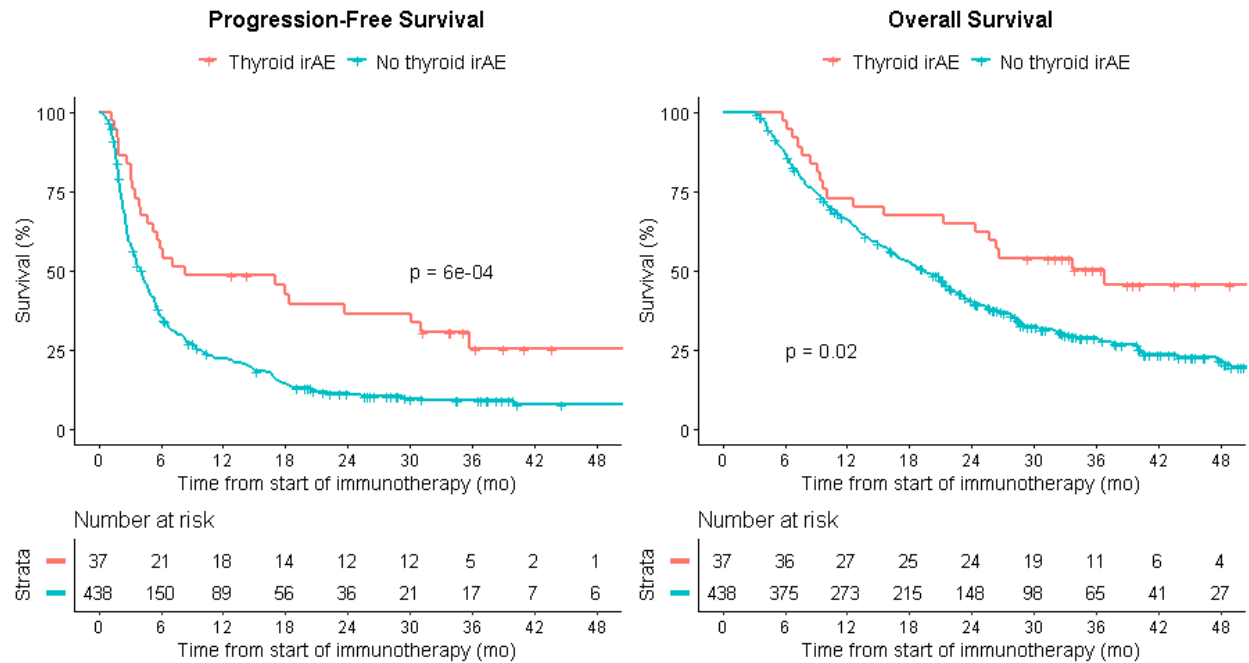 Progression-Free Survival
Thyroid irAE No thyroid irAE
100
75
50
25
0
Survival (%)
p = 6e-04
0 6 12 18 24 30 36 42 48
Time from start of immunotherapy (mo)
Number at risk
Strata
37 21 18 14 12 12 5 2 1
438 150 89 56 36 21 17 7 6
0 6 12 18 24 30 36 42 48
Time from start of immunotherapy (mo)
Overall Survival
Thyroid irAE No thyroid irAE
100
75
50
25
0
Survival (%)
p = 0.02
0 6 12 18 24 30 36 42 48
Time from start of immunotherapy (mo)
Number at risk
Strata
37 36 27 25 24 19 11 6 4
438 375 273 215 148 98 65 41 27
0 6 12 18 24 30 36 42 48
Time from start of immunotherapy (mo)